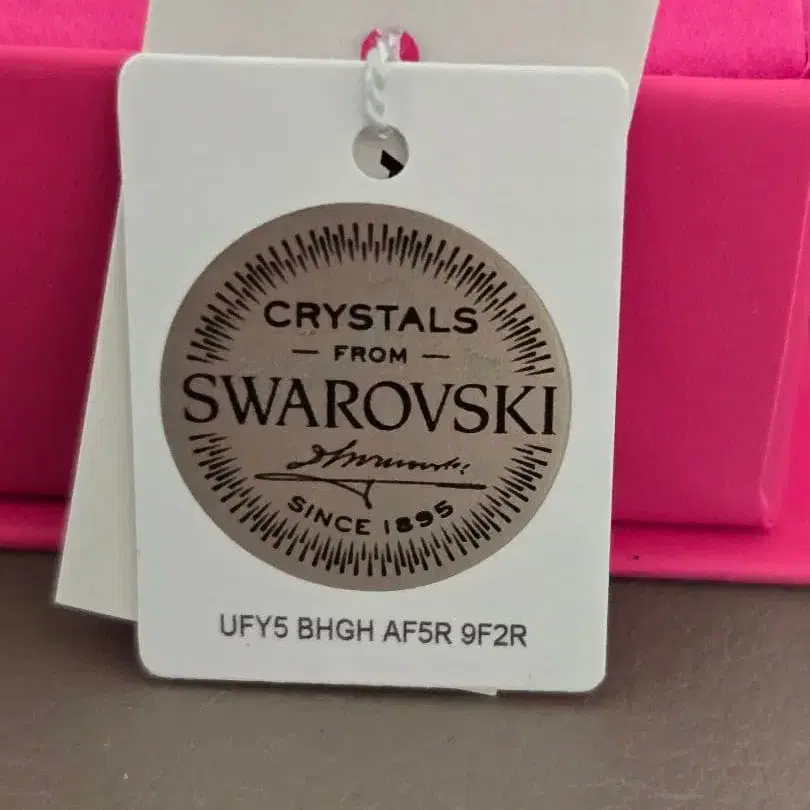 CRYSTALS
— FROM —
SWAROVSKI
SINCE 1895
UFY5 BHGH AF5R 9F2R